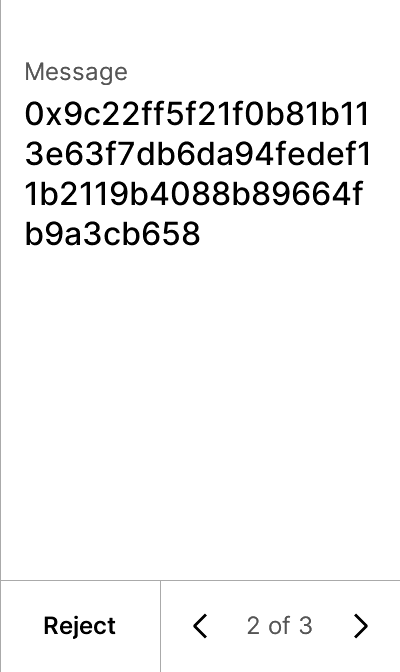 Message
0x9c22ff5f21f0b81b11
3e63f7db6da94fedef1
1b2119b4088b89664f
b9a3cb658
Reject
2 of 3